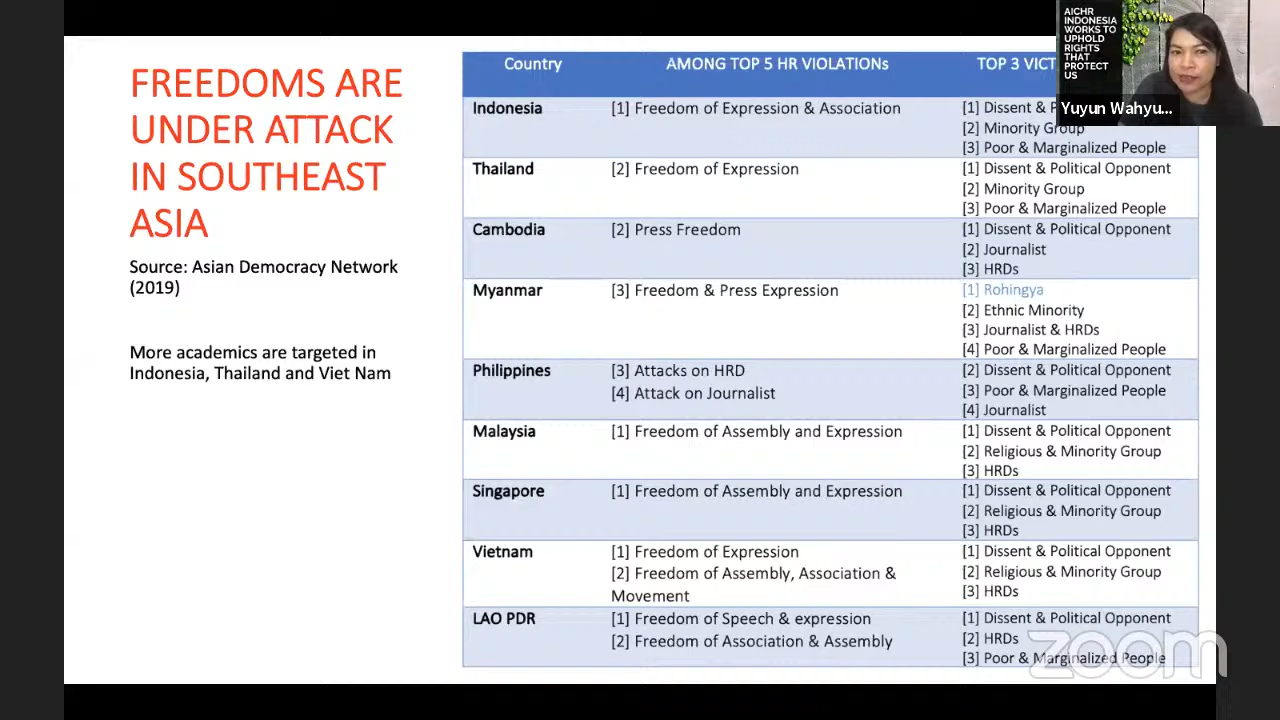 FREEDOMS ARE
UNDER ATTACK
IN SOUTHEAST
ASIA
Source: Asian Democracy Network
(2019)
More academics are targeted in
Indonesia, Thailand and Viet Nam
Country AMONG TOP 5 HR VIOLATIONs TOP 3
Indonesia [1] Freedom of Expression & Association [1] Dissent &
[2] Minority Group
[3] Poor & Marginalized People
Thailand [2] Freedom of Expression [1] Dissent & Political Opponent
[2] Minority Group
[3] Poor & Marginalized People
Cambodia [2] Press Freedom [1] Dissent & Political Opponent
[2] Journalist
[3] HRDs
Myanmar [3] Freedom & Press Expression [1] Rohingya
[2] Ethnic Minority
[3] Journalist & HRDs
[4] Poor & Marginalized People
Philippines [3] Attacks on HRD [2] Dissent & Political Opponent
[4] Attack on Journalist [3] Poor & Marginalized People
[4] Journalist
Malaysia [1] Freedom of Assembly and Expression [1] Dissent & Political Opponent
[2] Religious & Minority Group
[3] HRDs
Singapore [1] Freedom of Assembly and Expression [1] Dissent & Political Opponent
[2] Religious & Minority Group
[3] HRDs
Vietnam [1] Freedom of Expression [1] Dissent & Political Opponent
[2] Freedom of Assembly, Association & [2] Religious & Minority Group
Movement [3] HRDs
LAO PDR [1] Freedom of Speech & expression [1] Dissent & Political Opponent
[2] Freedom of Association & Assembly [2] HRDs
[3] Poor & Marginalized People
AICHR
INDONESIA
WORKS TO
UPHOLD
RIGHTS
THAT
PROTECT
US
Yuyun Wahyu...
zoom